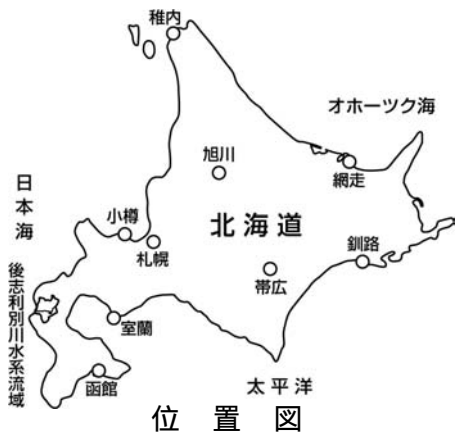 稚内
オホーツク海
旭川
網走
日本海
小樽
北海道
札幌
釧路
帯広
後志利別川水系流域
室蘭
函館
太平洋
位置図